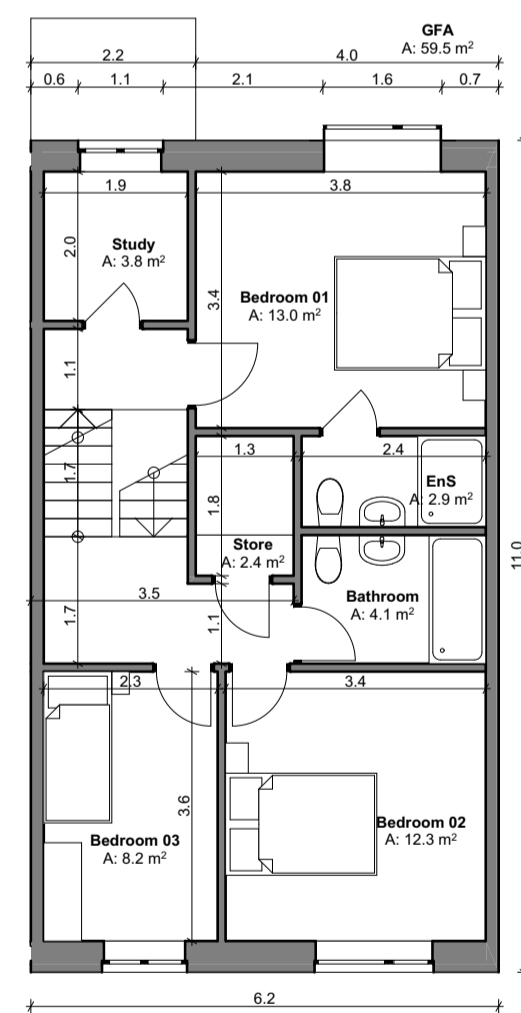 GFA
A: 59.5 m²
2.2
4.0
0.6
1.1
2.1
1.6
0.7
1.9
3.8
2.0
Study
A: 3.8 m²
3.4
Bedroom 01
A: 13.0 m²
1.1
1.3
2.4
1.7
1.8
EnS
A: 2.9 m²
Store
A: 2.4 m²
11.0
3.5
Bathroom
A: 4.1 m²
1.7
1.1
2.3
3.4
3.6
Bedroom 03
A: 8.2 m²
Bedroom 02
A: 12.3 m²
6.2